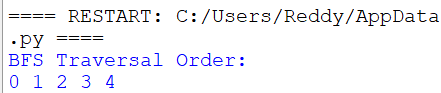 ==== RESTART: C:/Users/Reddy/AppData
.py ====
BFS Traversal Order:
0 1 2 3 4